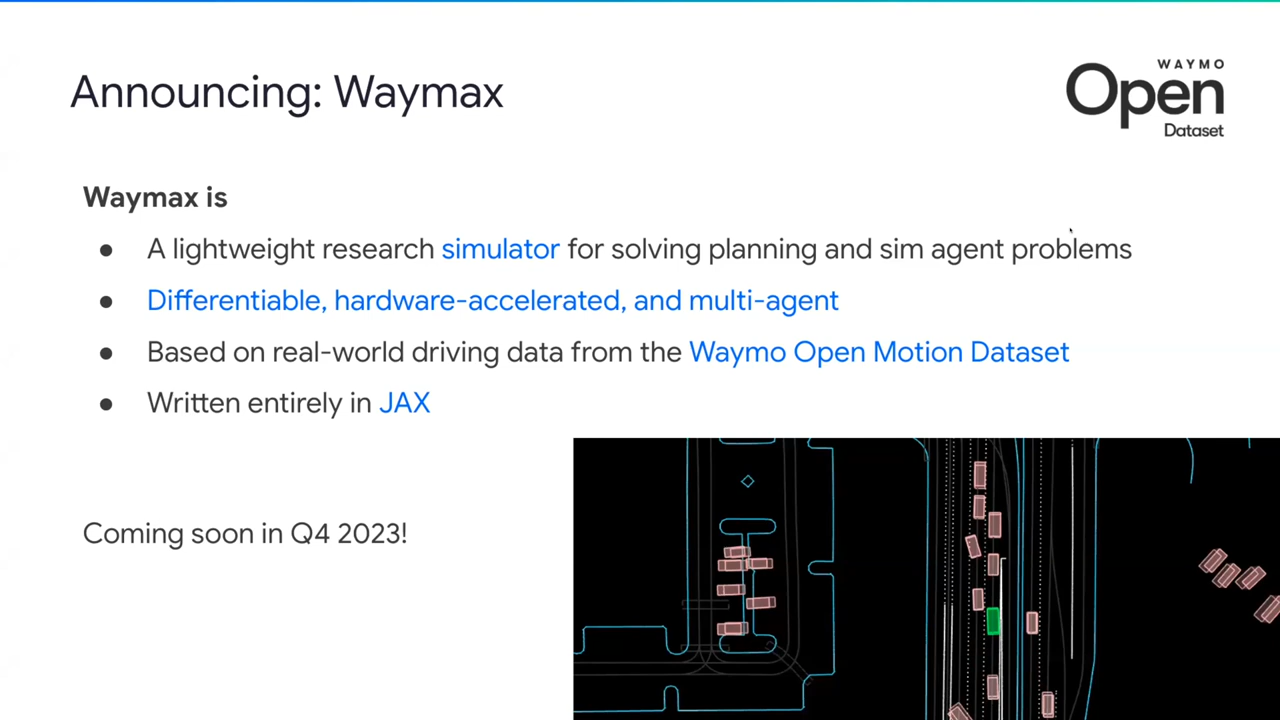 Announcing: Waymax
WAYMO
Open
Dataset
Waymax is
● A lightweight research simulator for solving planning and sim agent problems
● Differentiable, hardware-accelerated, and multi-agent
● Based on real-world driving data from the Waymo Open Motion Dataset
● Written entirely in JAX
Coming soon in Q4 2023!